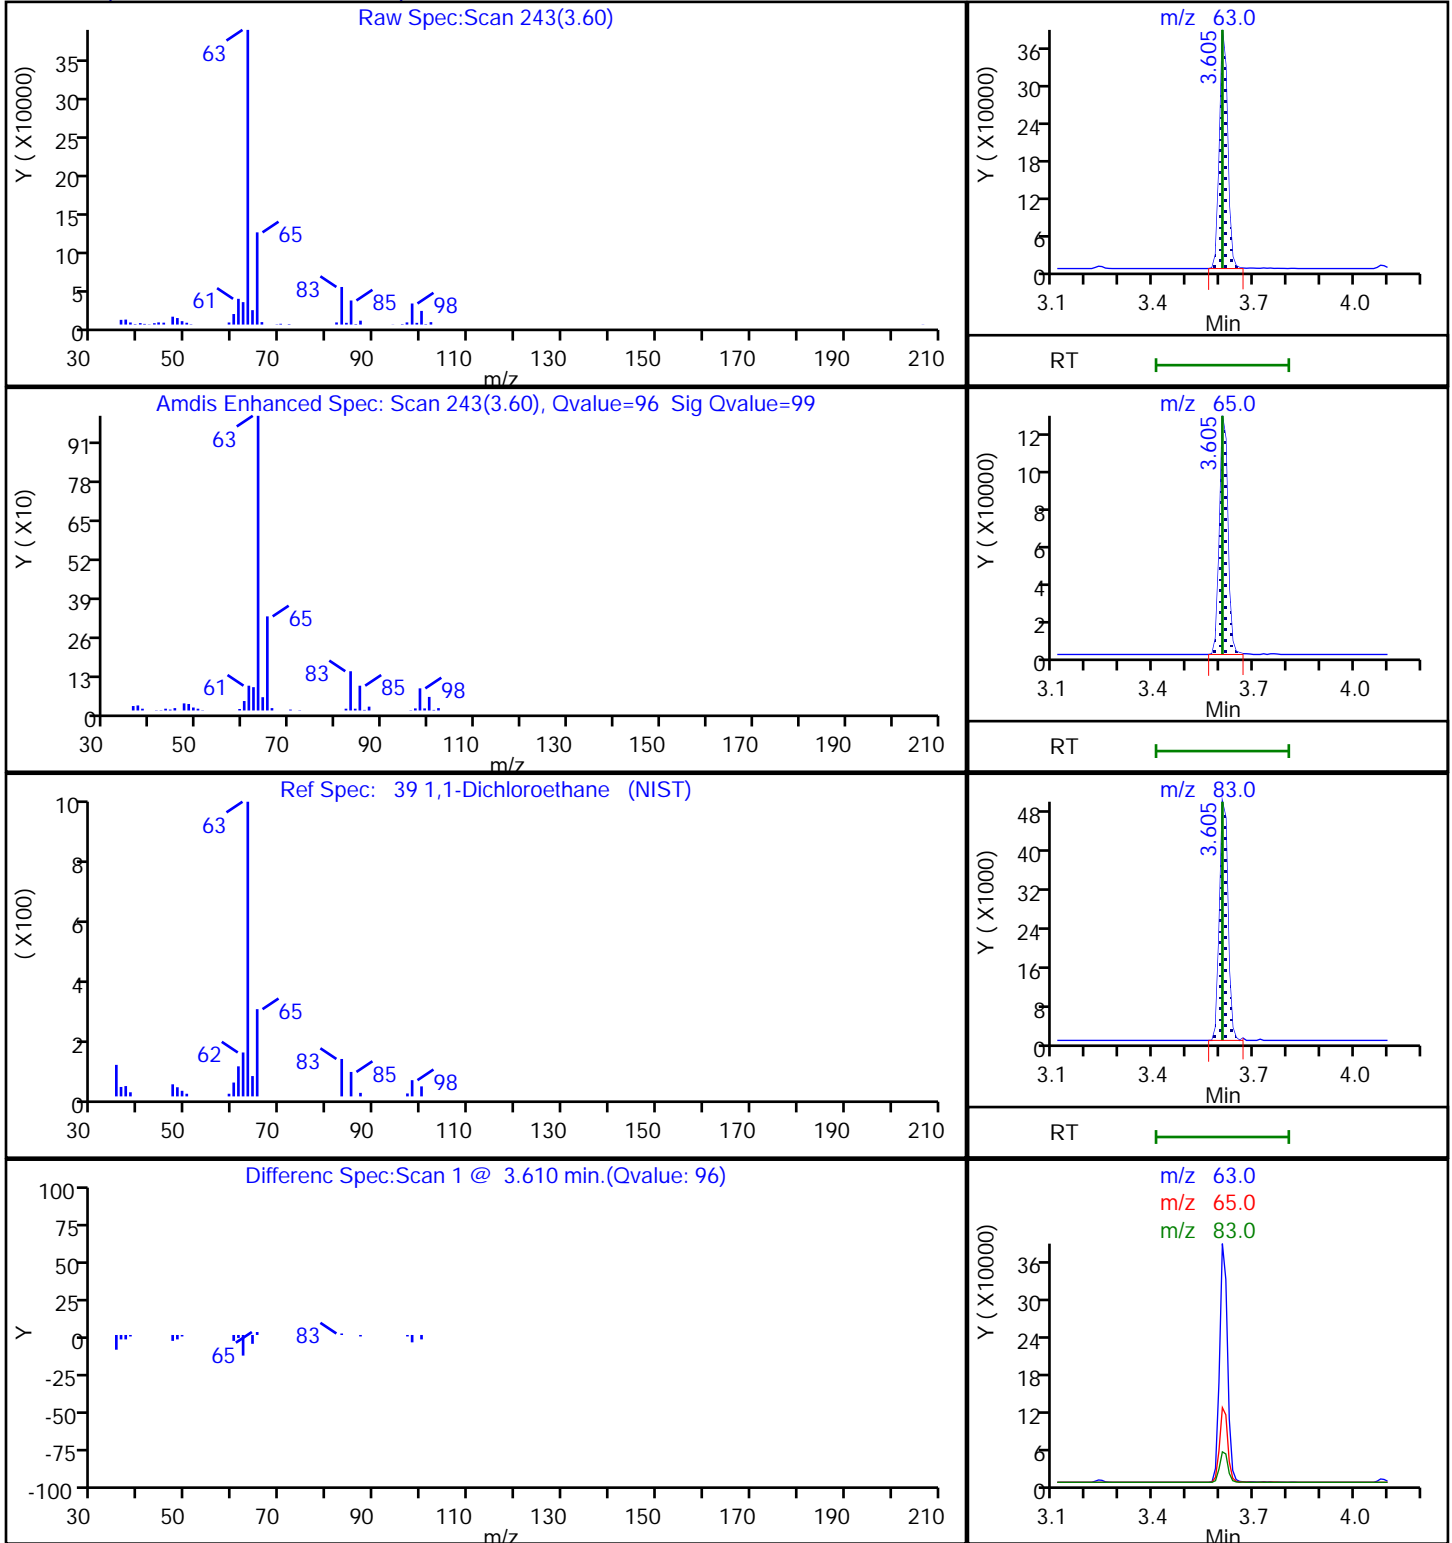 Raw Spec:Scan 243(3.60)
Y ( X10000)
35
30
25
20
15
10
5
0
63
65
61
83
85
98
30 50 70 90 110 130 150 170 190 210
m/z
m/z 63.0
Y ( X10000)
36
30
24
18
12
6
0
3.605
3.1 3.4 3.7 4.0
Min
RT
Amdis Enhanced Spec: Scan 243(3.60), Qvalue=96 Sig Qvalue=99
Y ( X10)
91
78
65
52
39
26
13
0
63
65
61
83
85
98
30 50 70 90 110 130 150 170 190 210
m/z
m/z 65.0
Y ( X10000)
12
10
8
6
4
2
0
3.605
3.1 3.4 3.7 4.0
Min
RT
Ref Spec: 39 1,1-Dichloroethane (NIST)
( X100)
10
8
6
4
2
0
63
65
62
83
85
98
30 50 70 90 110 130 150 170 190 210
m/z
m/z 83.0
Y ( X1000)
48
40
32
24
16
8
0
3.605
3.1 3.4 3.7 4.0
Min
RT
Differenc Spec:Scan 1 @ 3.610 min.(Qvalue: 96)
Y
100
75
50
25
0
-25
-50
-75
-100
65
83
30 50 70 90 110 130 150 170 190 210
m/z
m/z 63.0
m/z 65.0
m/z 83.0
Y ( X10000)
36
30
24
18
12
6
0
3.1 3.4 3.7 4.0
Min